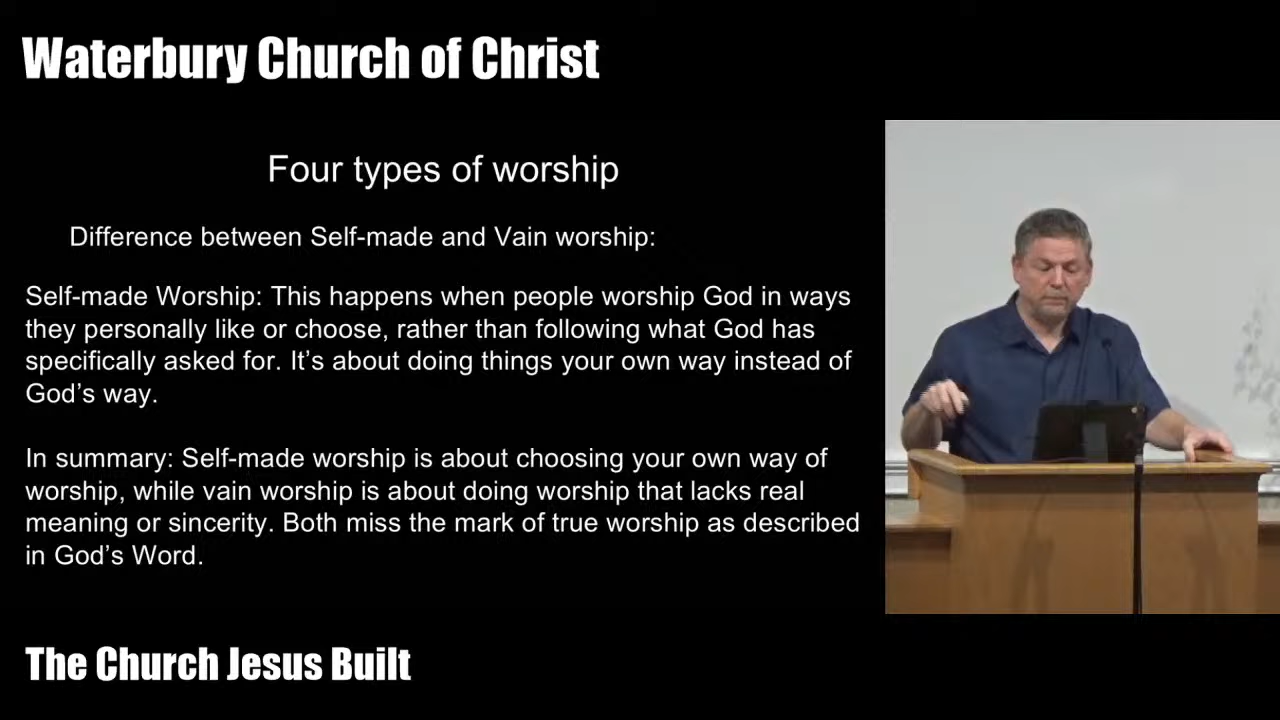 Waterbury Church of Christ
Four types of worship
Difference between Self-made and Vain worship:
Self-made Worship: This happens when people worship God in ways
they personally like or choose, rather than following what God has
specifically asked for. It’s about doing things your own way instead of
God’s way.
In summary: Self-made worship is about choosing your own way of
worship, while vain worship is about doing worship that lacks real
meaning or sincerity. Both miss the mark of true worship as described
in God’s Word.
The Church Jesus Built